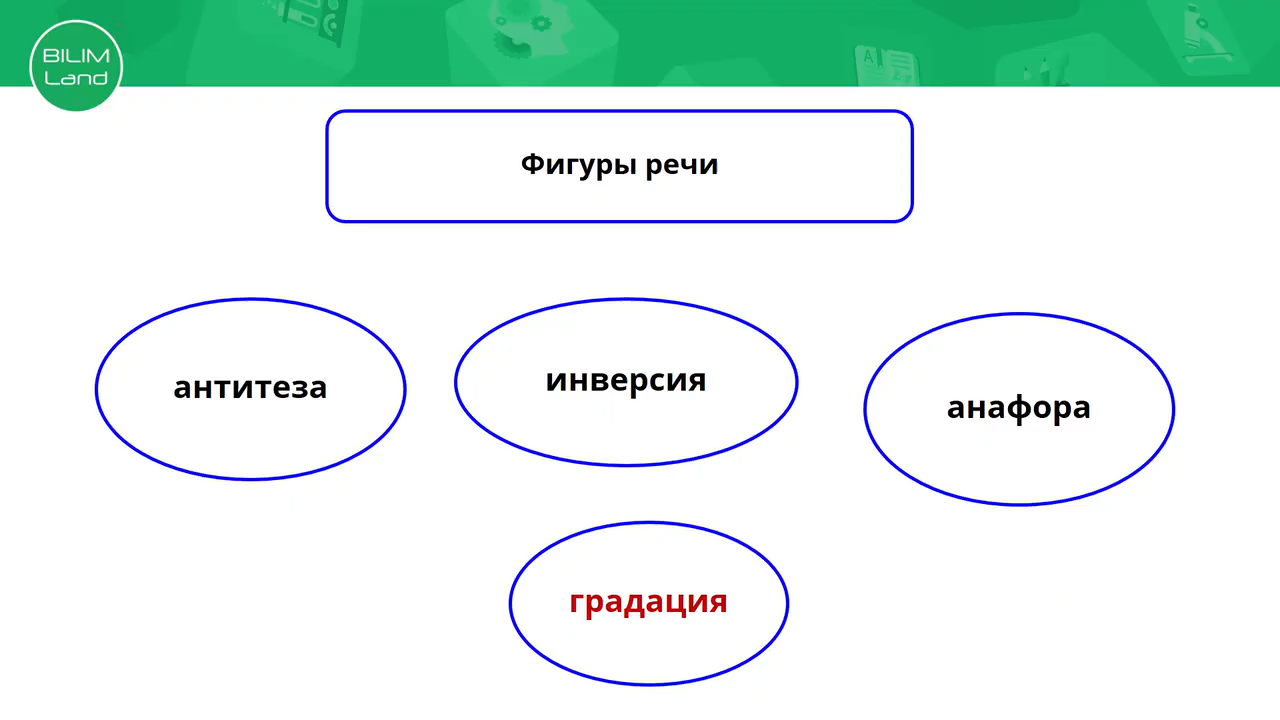 BILIM
Land
Фигуры речи
антитеза
инверсия
анафора
градация